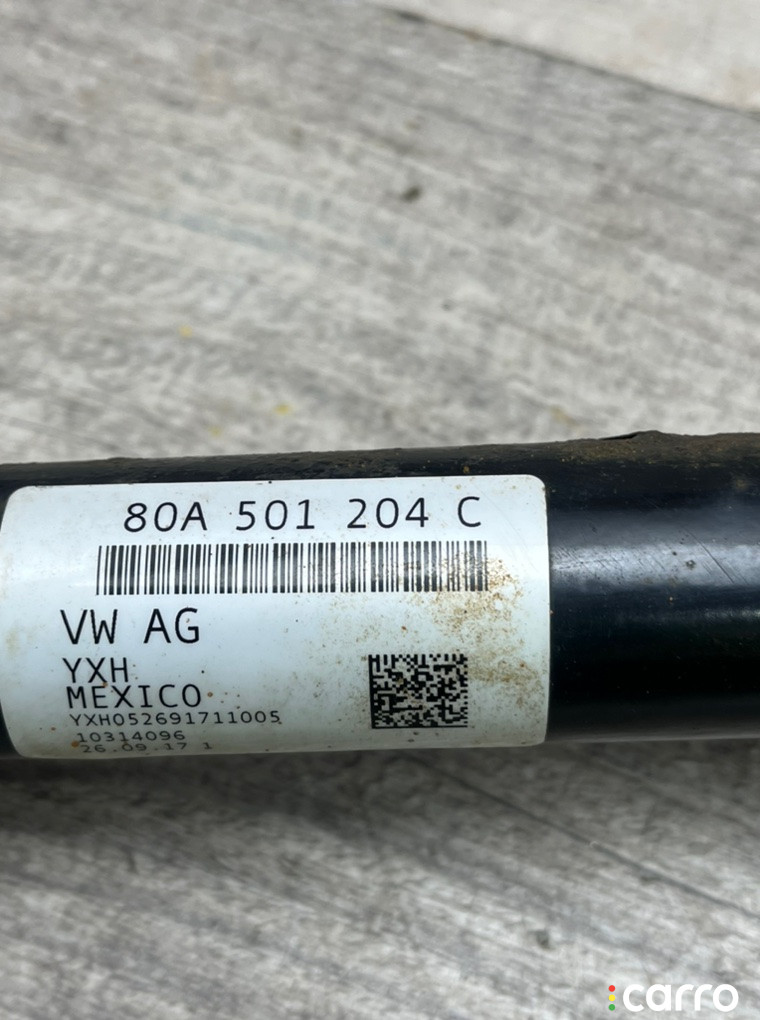 80A 501 204 C
VW AG
YXH
MEXICO
YXH052691711005
10314096
26.09.17 1
carro